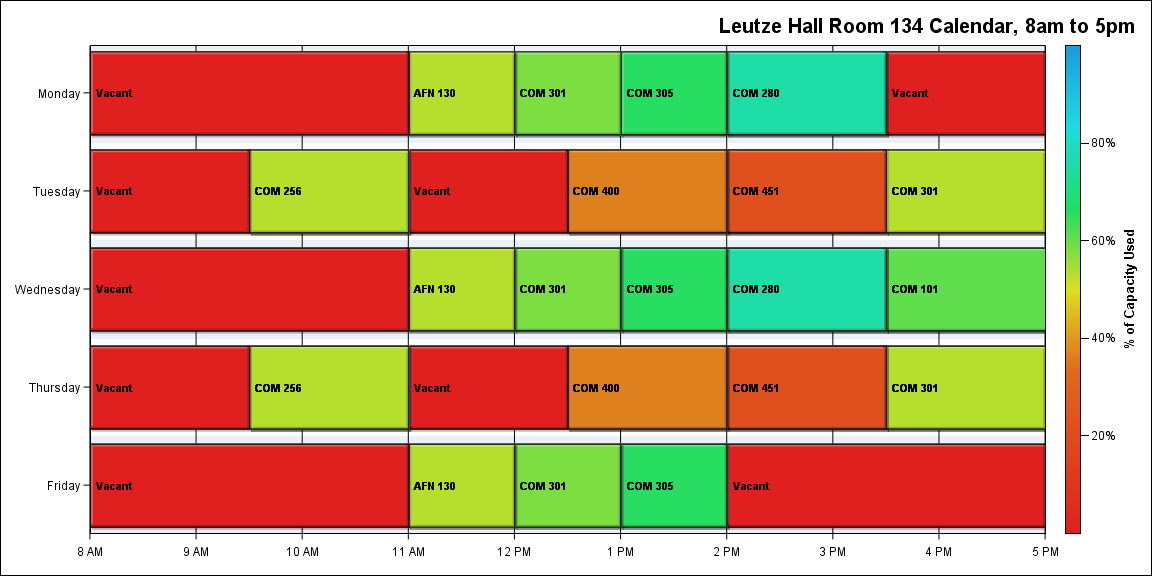 Leutze Hall Room 134 Calendar, 8am to 5pm
Monday
Vacant
AFN 130
COM 301
COM 305
COM 280
Vacant
Tuesday
Vacant
COM 256
Vacant
COM 400
COM 451
COM 301
Wednesday
Vacant
AFN 130
COM 301
COM 305
COM 280
COM 101
Thursday
Vacant
COM 256
Vacant
COM 400
COM 451
COM 301
Friday
Vacant
AFN 130
COM 301
COM 305
Vacant
8 AM
9 AM
10 AM
11 AM
12 PM
1 PM
2 PM
3 PM
4 PM
5 PM
80%
60%
40%
20%
% of Capacity Used